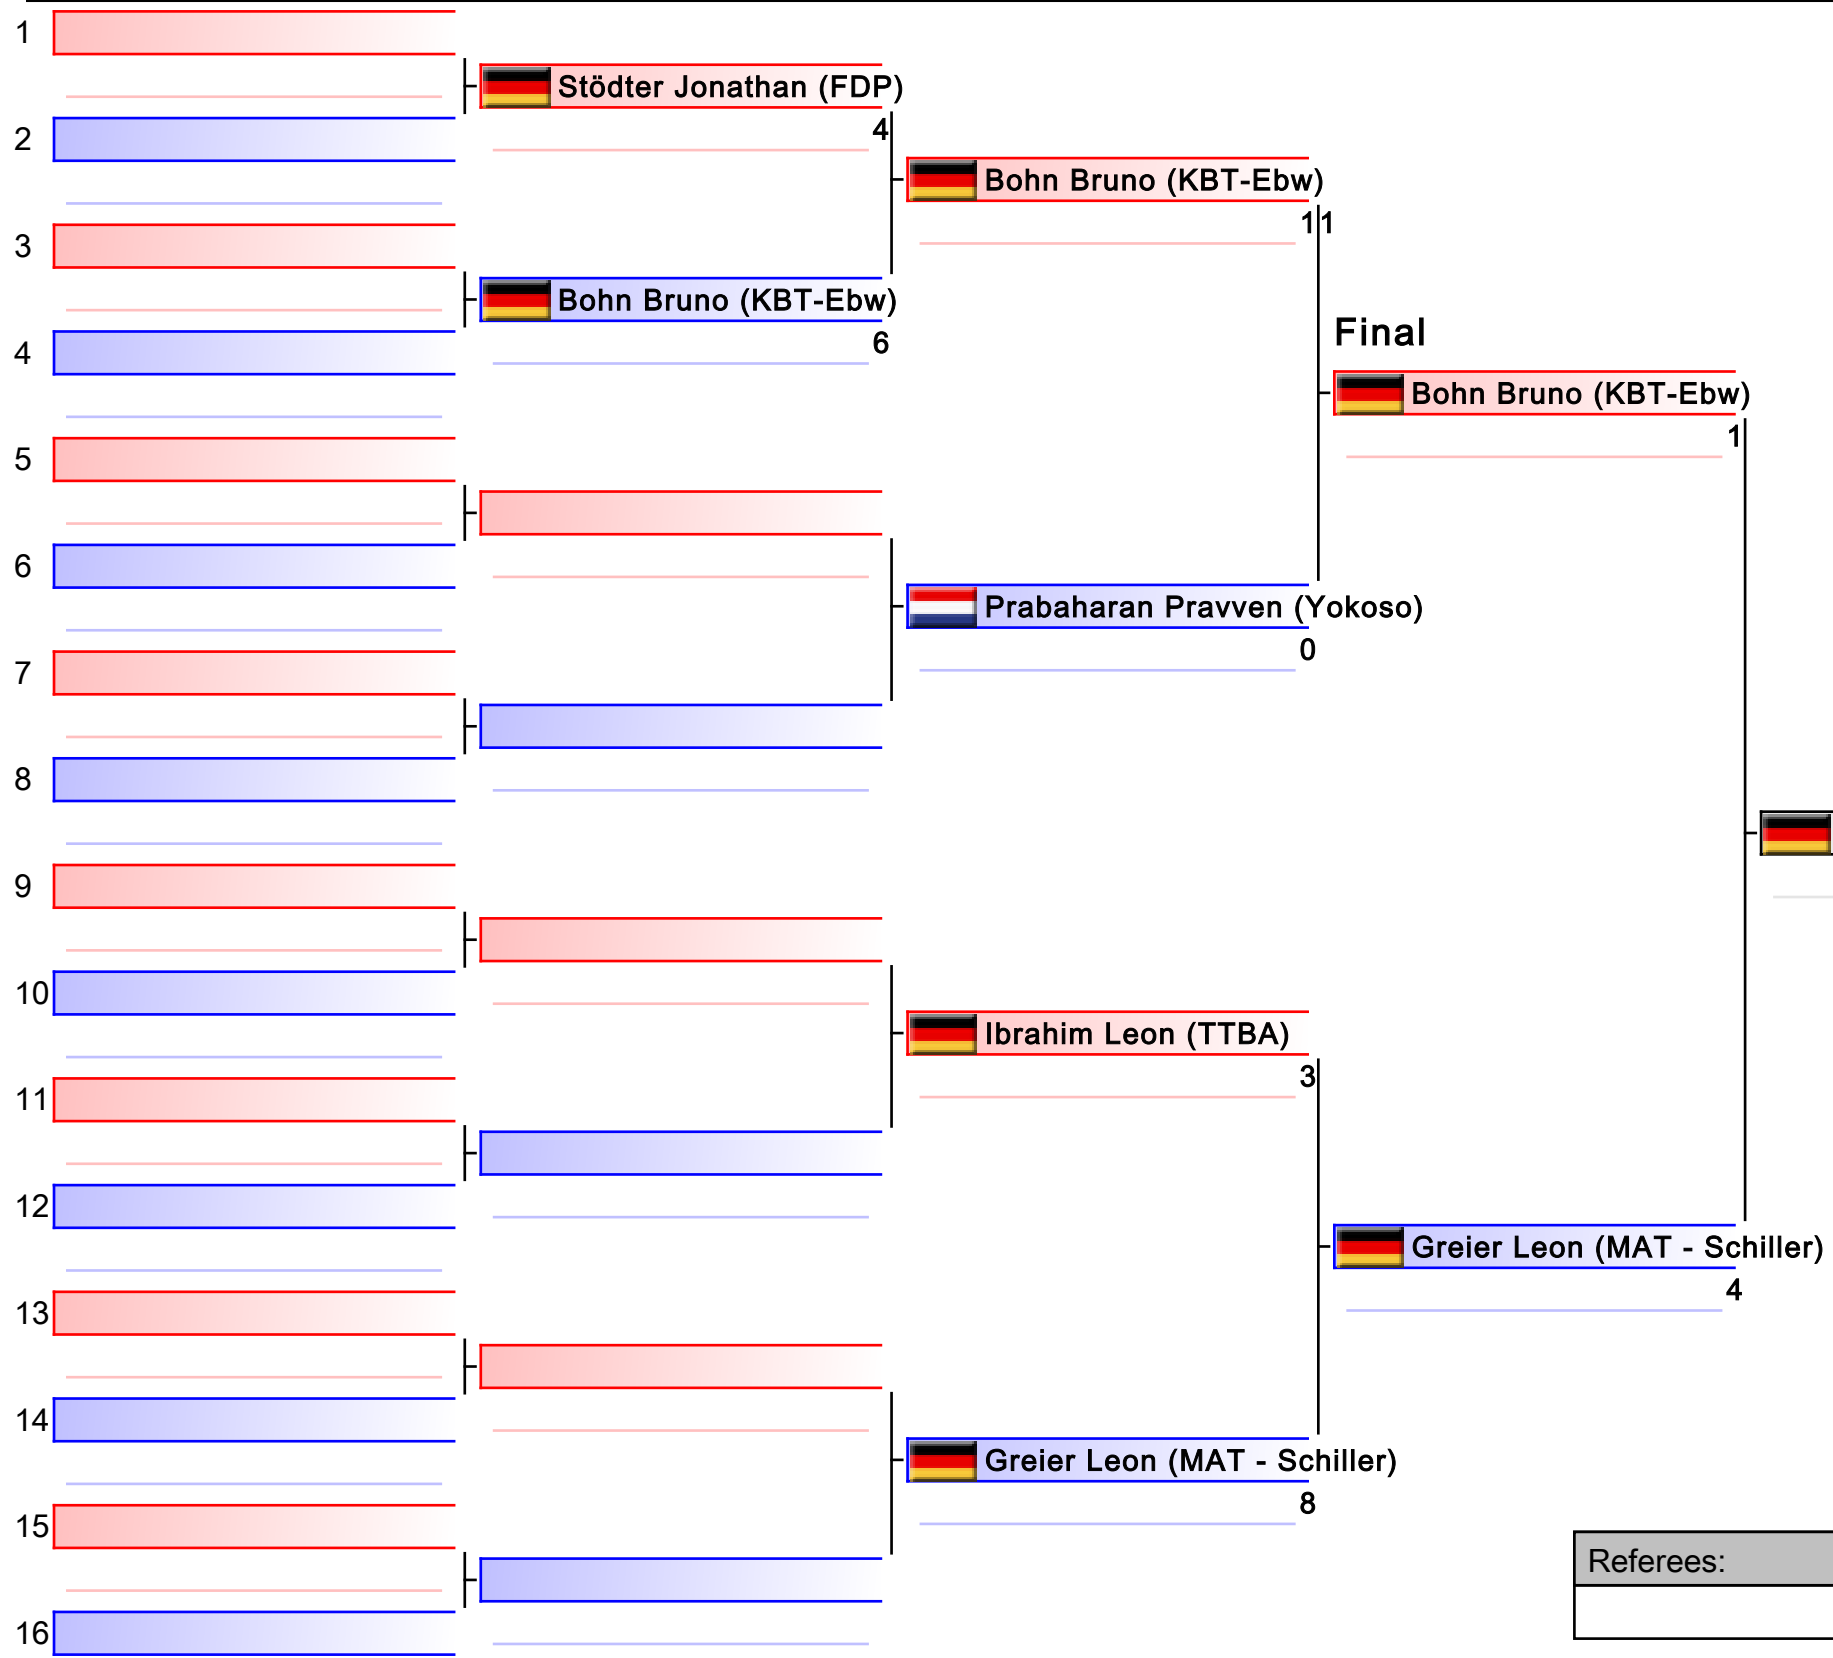 1
Stödter Jonathan (FDP)
4
2
Bohn Bruno (KBT-Ebw)
11
3
Bohn Bruno (KBT-Ebw)
6
4
Final
Bohn Bruno (KBT-Ebw)
1
5
6
Prabaharan Pravven (Yokoso)
0
7
8
9
10
Ibrahim Leon (TTBA)
3
11
12
Greier Leon (MAT - Schiller)
4
13
14
Greier Leon (MAT - Schiller)
8
15
Referees:
16